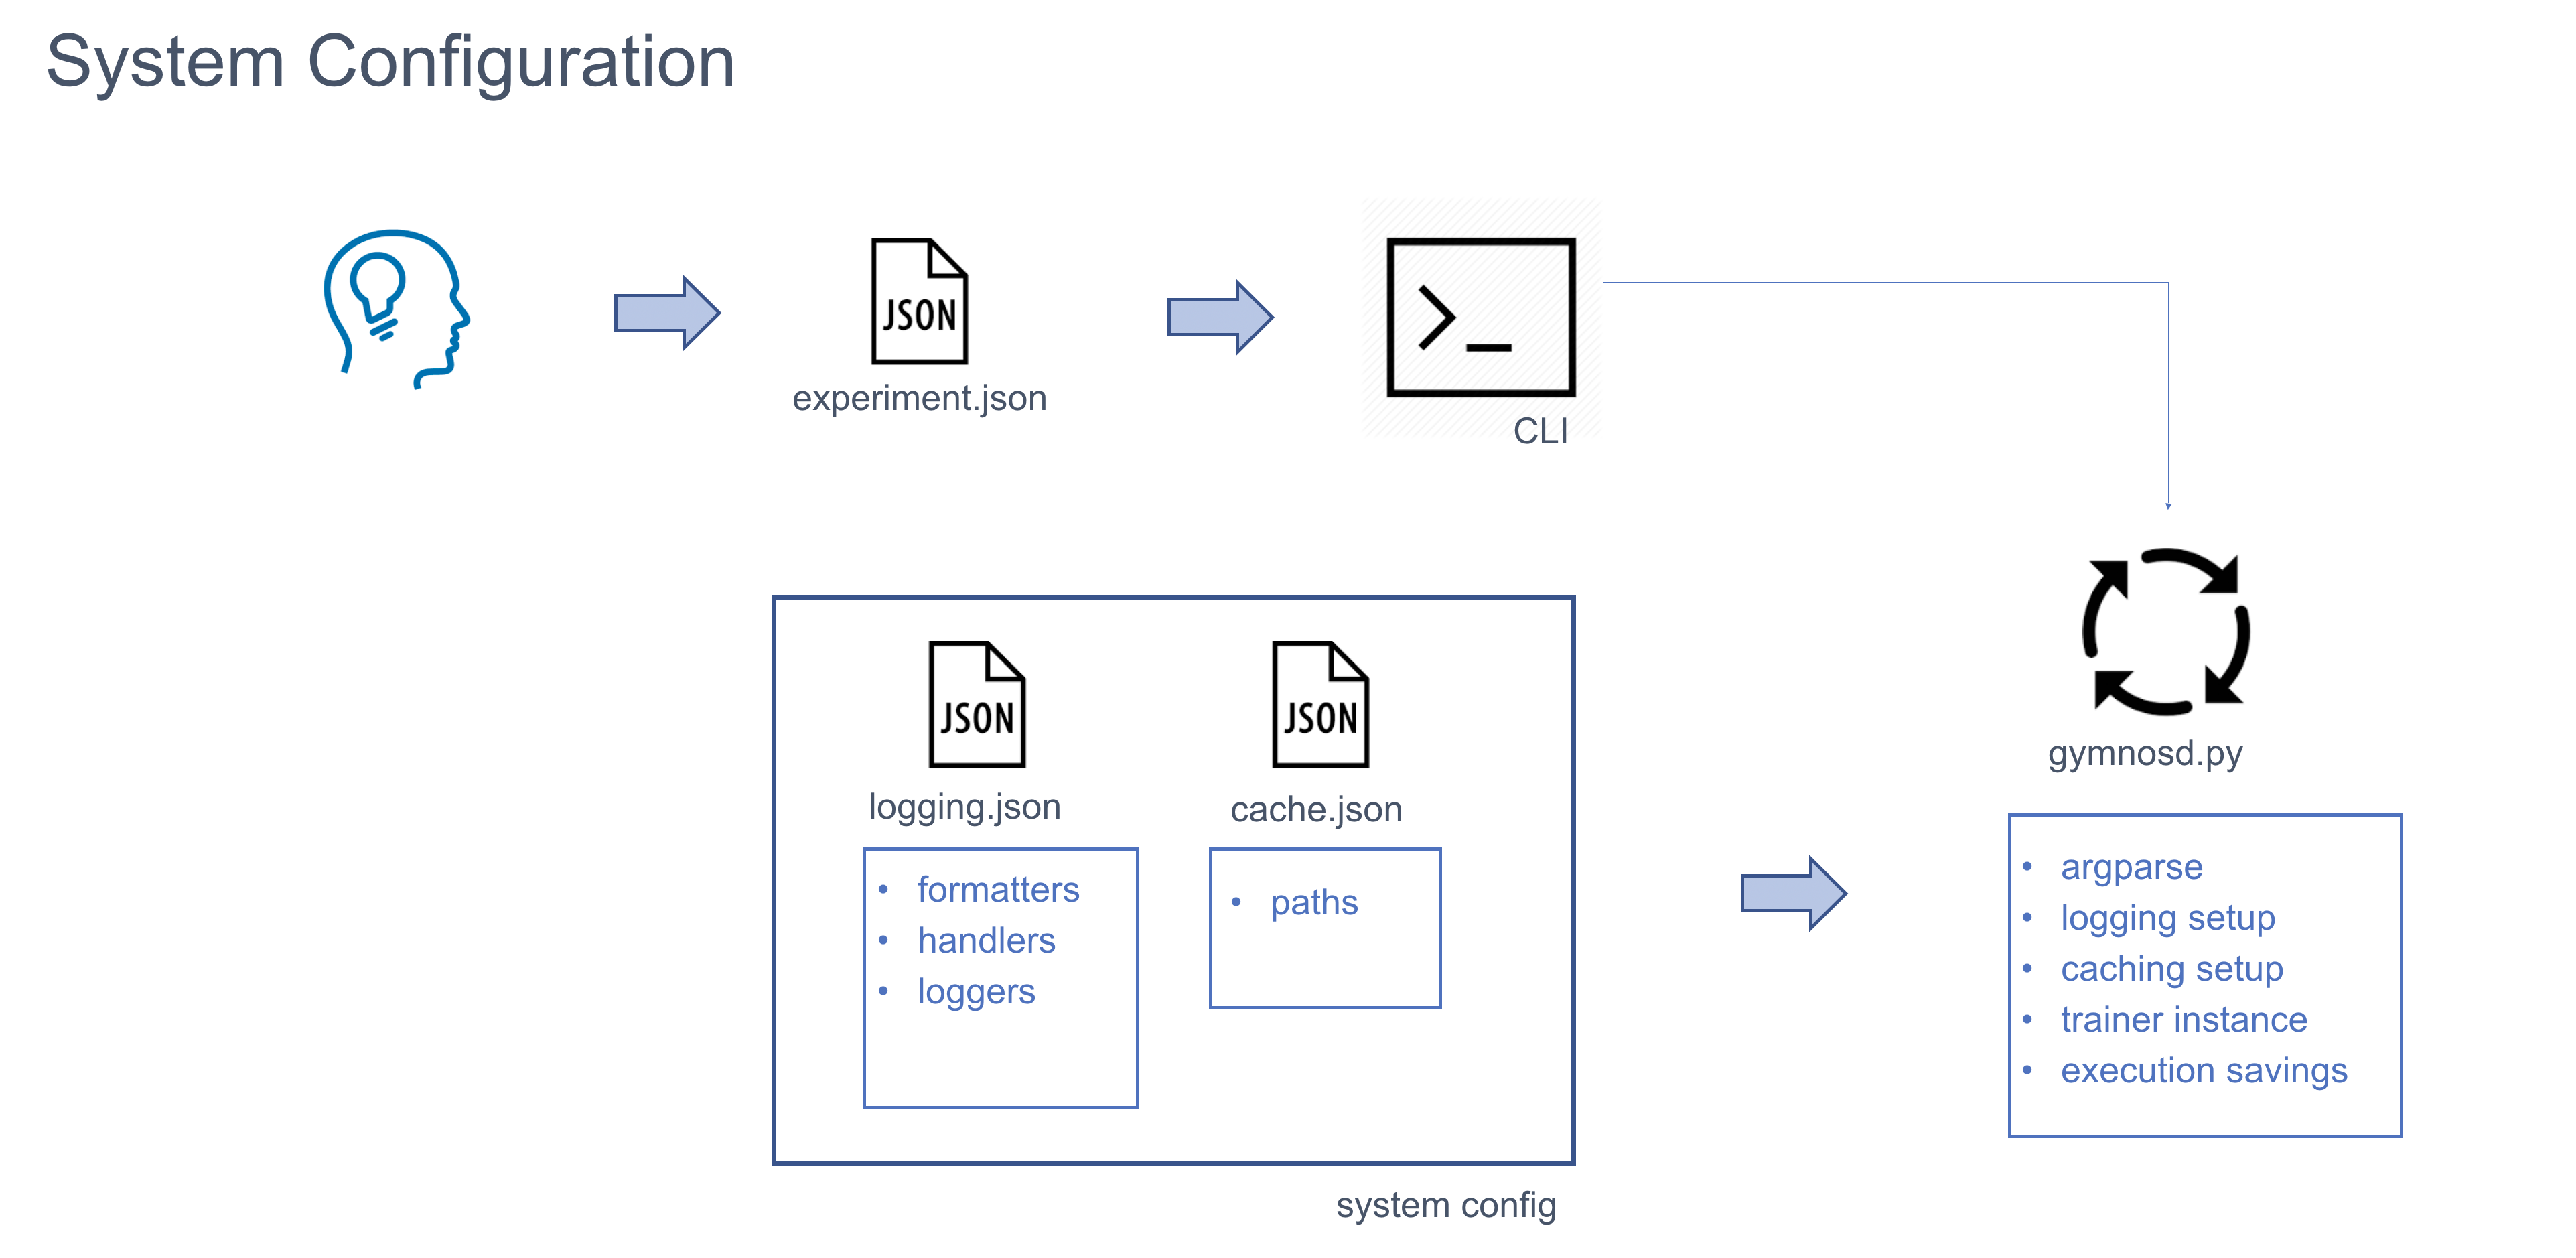 System Configuration
JSON
experiment.json
>_
CLI
JSON
logging.json
• formatters
• handlers
• loggers
JSON
cache.json
• paths
system config
gymnosd.py
• argparse
• logging setup
• caching setup
• trainer instance
• execution savings